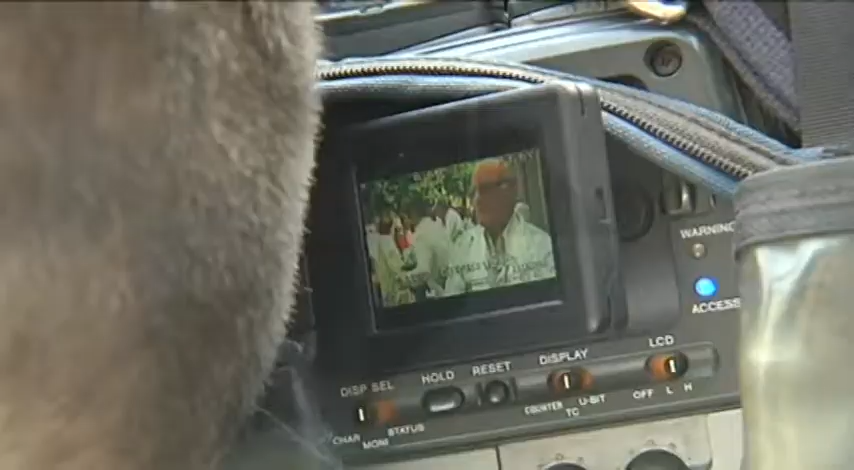 WARNING
ACCESS
DISP SEL
HOLD
RESET
DISPLAY
LCD
CHAR
MONI
STATUS
COUNTER
TC
U-BIT
OFF
L
H